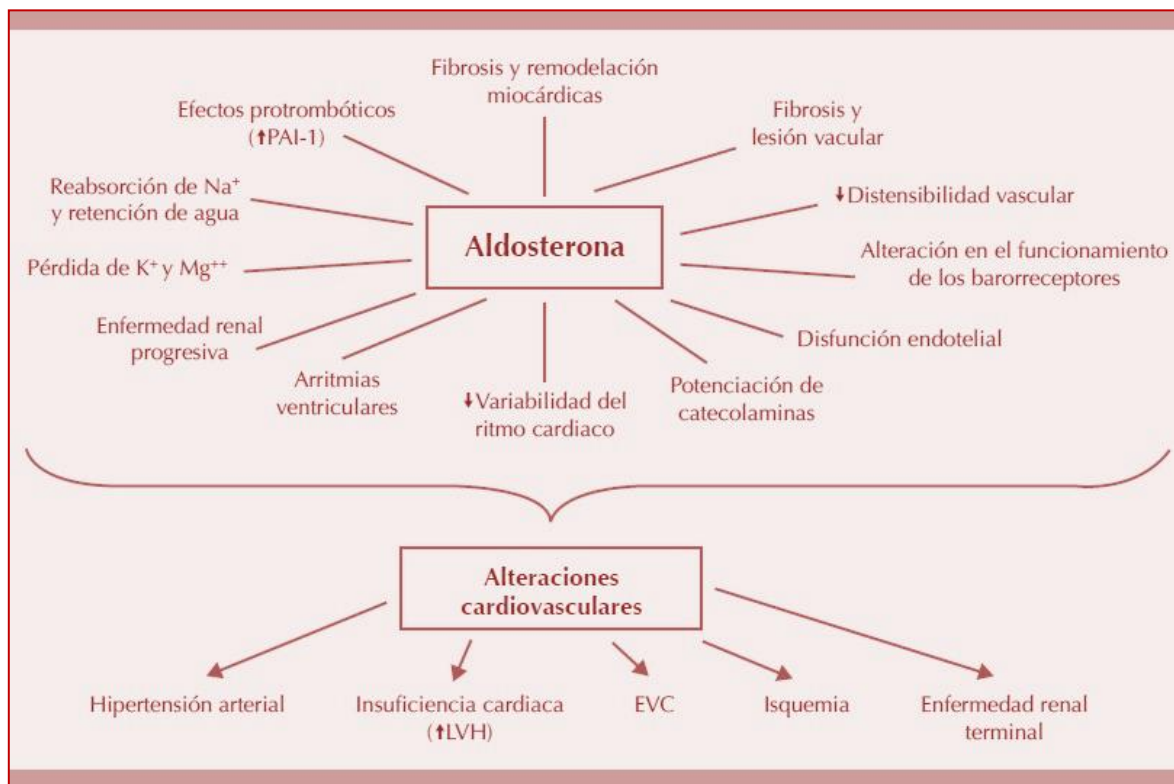 Fibrosis y remodelación
miocárdicas
Efectos protrombóticos
(↑PAI-1)
Fibrosis y
lesión vacular
Reabsorción de Na⁺
y retención de agua
↓Distensibilidad vascular
Aldosterona
Pérdida de K⁺ y Mg⁺⁺
Alteración en el funcionamiento
de los barorreceptores
Enfermedad renal
progresiva
Disfunción endotelial
Arritmias
ventriculares
↓Variabilidad del
ritmo cardiaco
Potenciación de
catecolaminas
Alteraciones
cardiovasculares
Hipertensión arterial
Insuficiencia cardiaca
(↑LVH)
EVC
Isquemia
Enfermedad renal
terminal